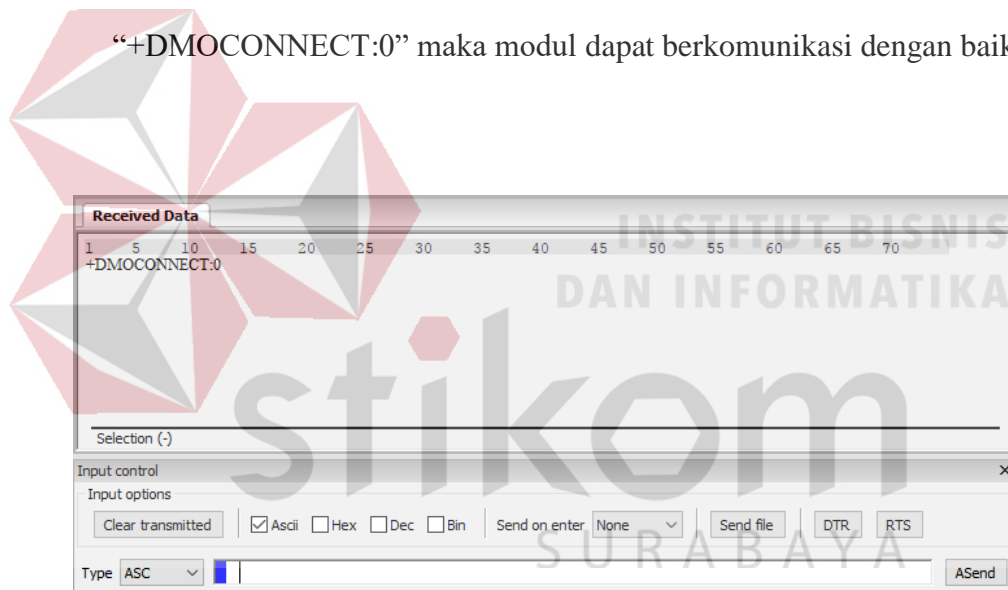 “+DMOCONNECT:0” maka modul dapat berkomunikasi dengan baik
Received Data
INSTITUT BISNIS
1 5 10 15 20 25 30 35 40 45 50 55 60 65 70
+DMOCONNECT:0
DAN INFORMATIKA
stikom
Selection (-)
Input control
Input options
Clear transmitted Ascii Hex Dec Bin Send on enter None Send file DTR RTS
SURABAYA
Type ASC ASend